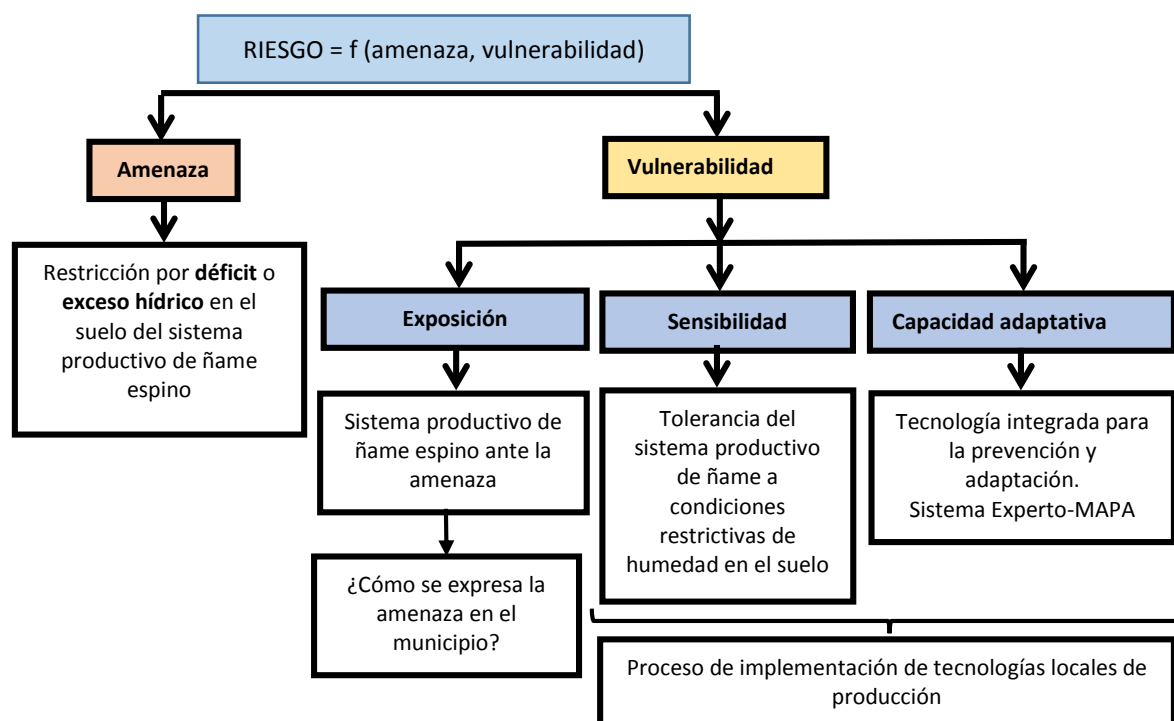 RIESGO = f (amenaza, vulnerabilidad)
Amenaza
Vulnerabilidad
Restricción por déficit o
exceso hídrico en el
suelo del sistema
productivo de ñame
espino
Exposición
Sensibilidad
Capacidad adaptativa
Sistema productivo de
ñame espino ante la
amenaza
Tolerancia del
sistema productivo
de ñame a
condiciones
restrictivas de
humedad en el suelo
Tecnología integrada para
la prevención y
adaptación.
Sistema Experto-MAPA
¿Cómo se expresa la
amenaza en el
municipio?
Proceso de implementación de tecnologías locales de
producción